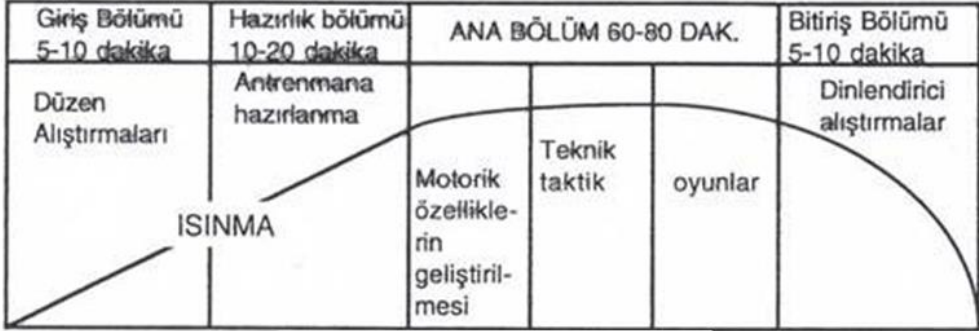 Giriş Bölümü
5-10 dakika
Hazırlık bölümü
10-20 dakika
ANA BÖLÜM 60-80 DAK.
Bitiriş Bölümü
5-10 dakika
Düzen
Alıştırmaları
Antrenmana
hazırlanma
ISINMA
Motorik
özellikle-
rin
geliştiril-
mesi
Teknik
taktik
oyunlar
Dinlendirici
alıştırmalar